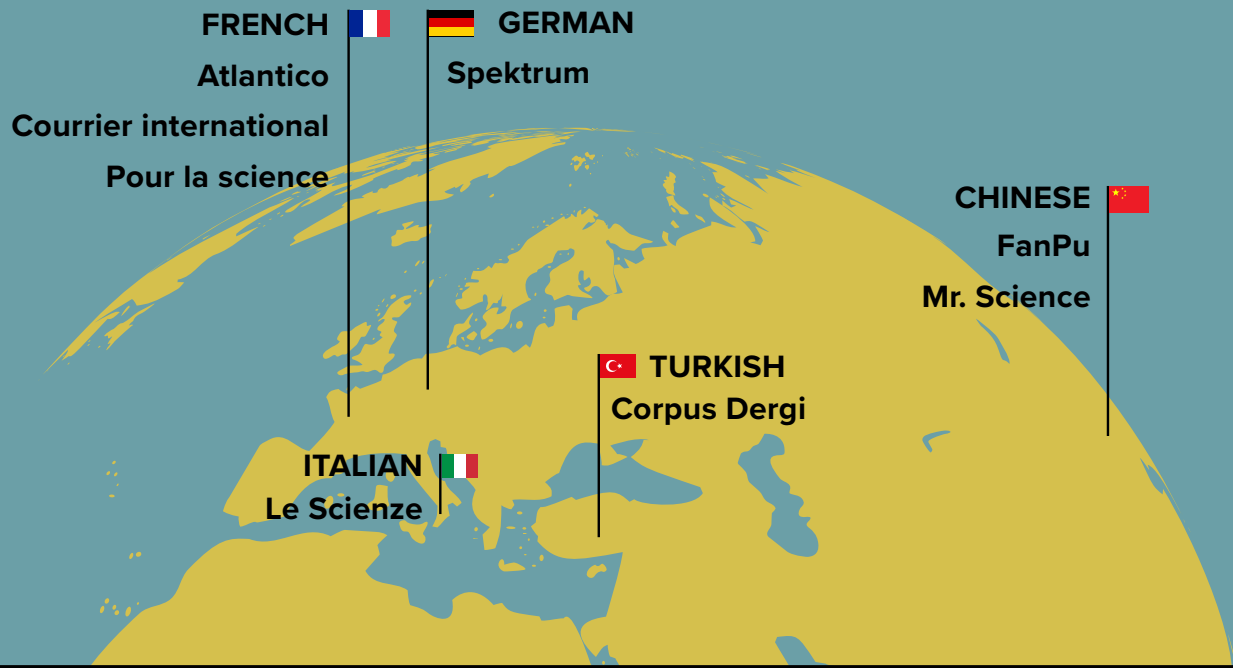 FRENCH
Atlantico
Courrier international
Pour la science
GERMAN
Spektrum
CHINESE
FanPu
Mr. Science
TURKISH
Corpus Dergi
ITALIAN
Le Scienze